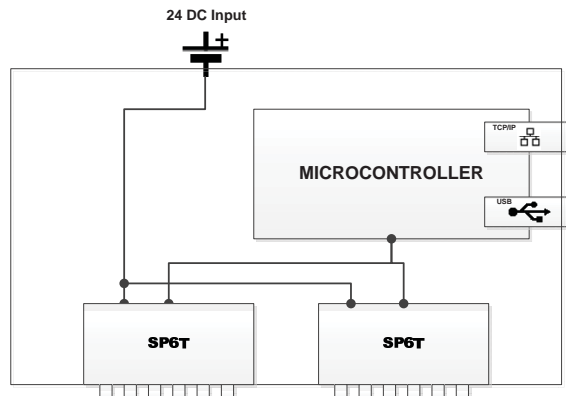 24 DC Input
+
TCP/IP
MICROCONTROLLER
USB
SP6T
SP6T